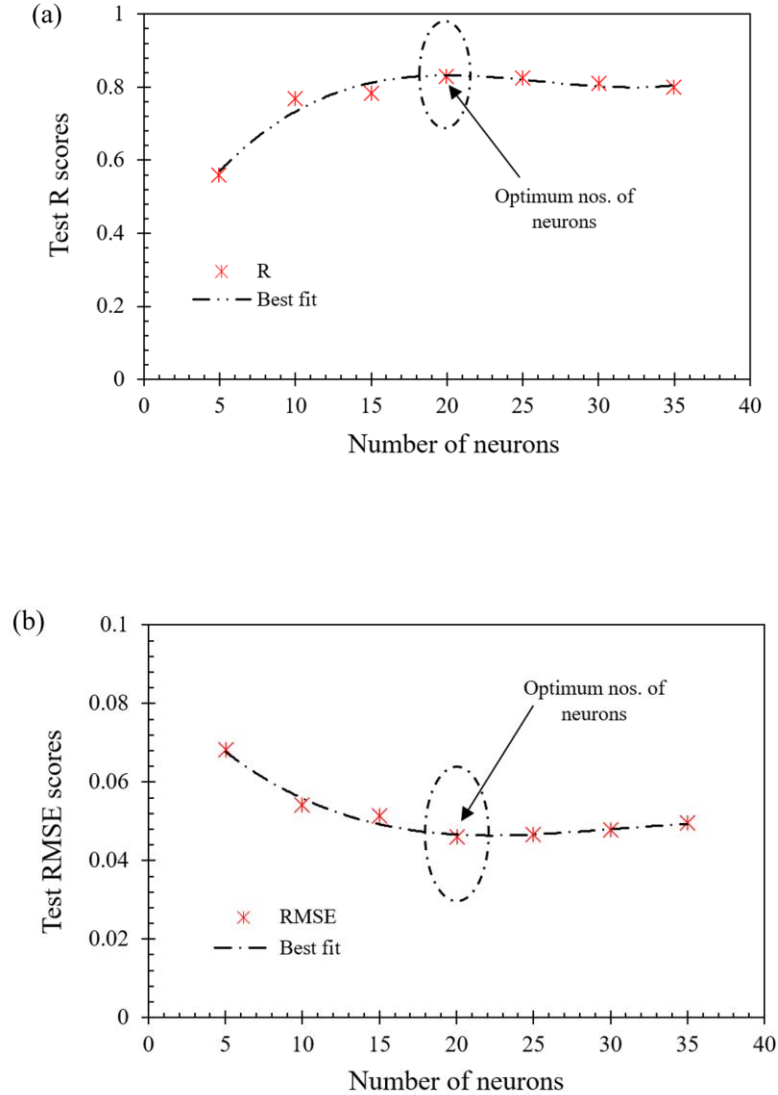 (a)
1
0.8
0.6
0.4
0.2
0
Test R scores
Optimum nos. of
neurons
R
Best fit
0 5 10 15 20 25 30 35 40
Number of neurons
(b)
0.1
0.08
0.06
0.04
0.02
0
Test RMSE scores
Optimum nos. of
neurons
RMSE
Best fit
0 5 10 15 20 25 30 35 40
Number of neurons